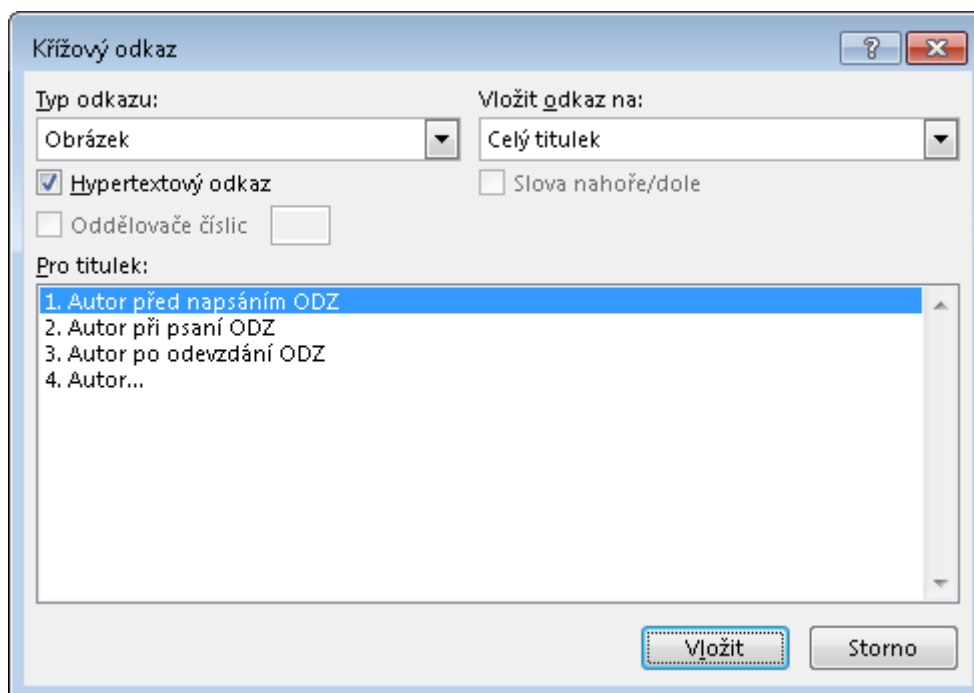 Křížový odkaz
Typ odkazu:
Vložit odkaz na:
Obrázek
Celý titulek
Hypertextový odkaz
Slova nahoře/dole
Oddělovače číslic
Pro titulek:
1. Autor před napsáním ODZ
2. Autor při psaní ODZ
3. Autor po odevzdání ODZ
4. Autor...
Vložit
Storno